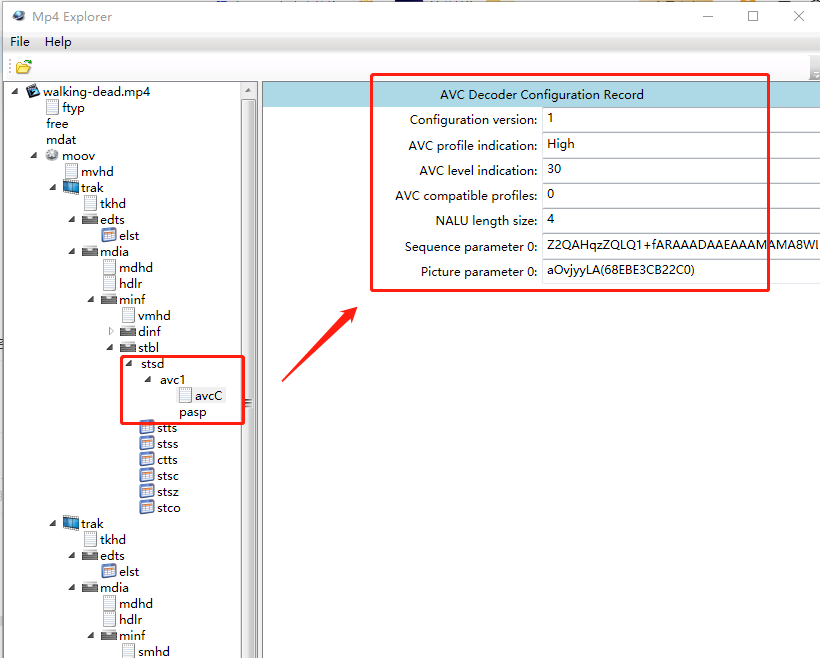 Mp4 Explorer
File Help
walking-dead.mp4
ftyp
free
mdat
moov
mvhd
trak
tkhd
edts
elst
mdia
mdhd
hdlr
minf
vmhd
dinf
stbl
stsd
avc1
avcC
pasp
stts
stss
ctts
stsc
stsz
stco
trak
tkhd
edts
elst
mdia
mdhd
hdlr
minf
smhd
AVC Decoder Configuration Record
Configuration version: 1
AVC profile indication: High
AVC level indication: 30
AVC compatible profiles: 0
NALU length size: 4
Sequence parameter 0: Z2QAHqzZQLQ1+fARAAADAAEAAAMAMA8WI
Picture parameter 0: aOvjyyLA(68EBE3CB22C0)